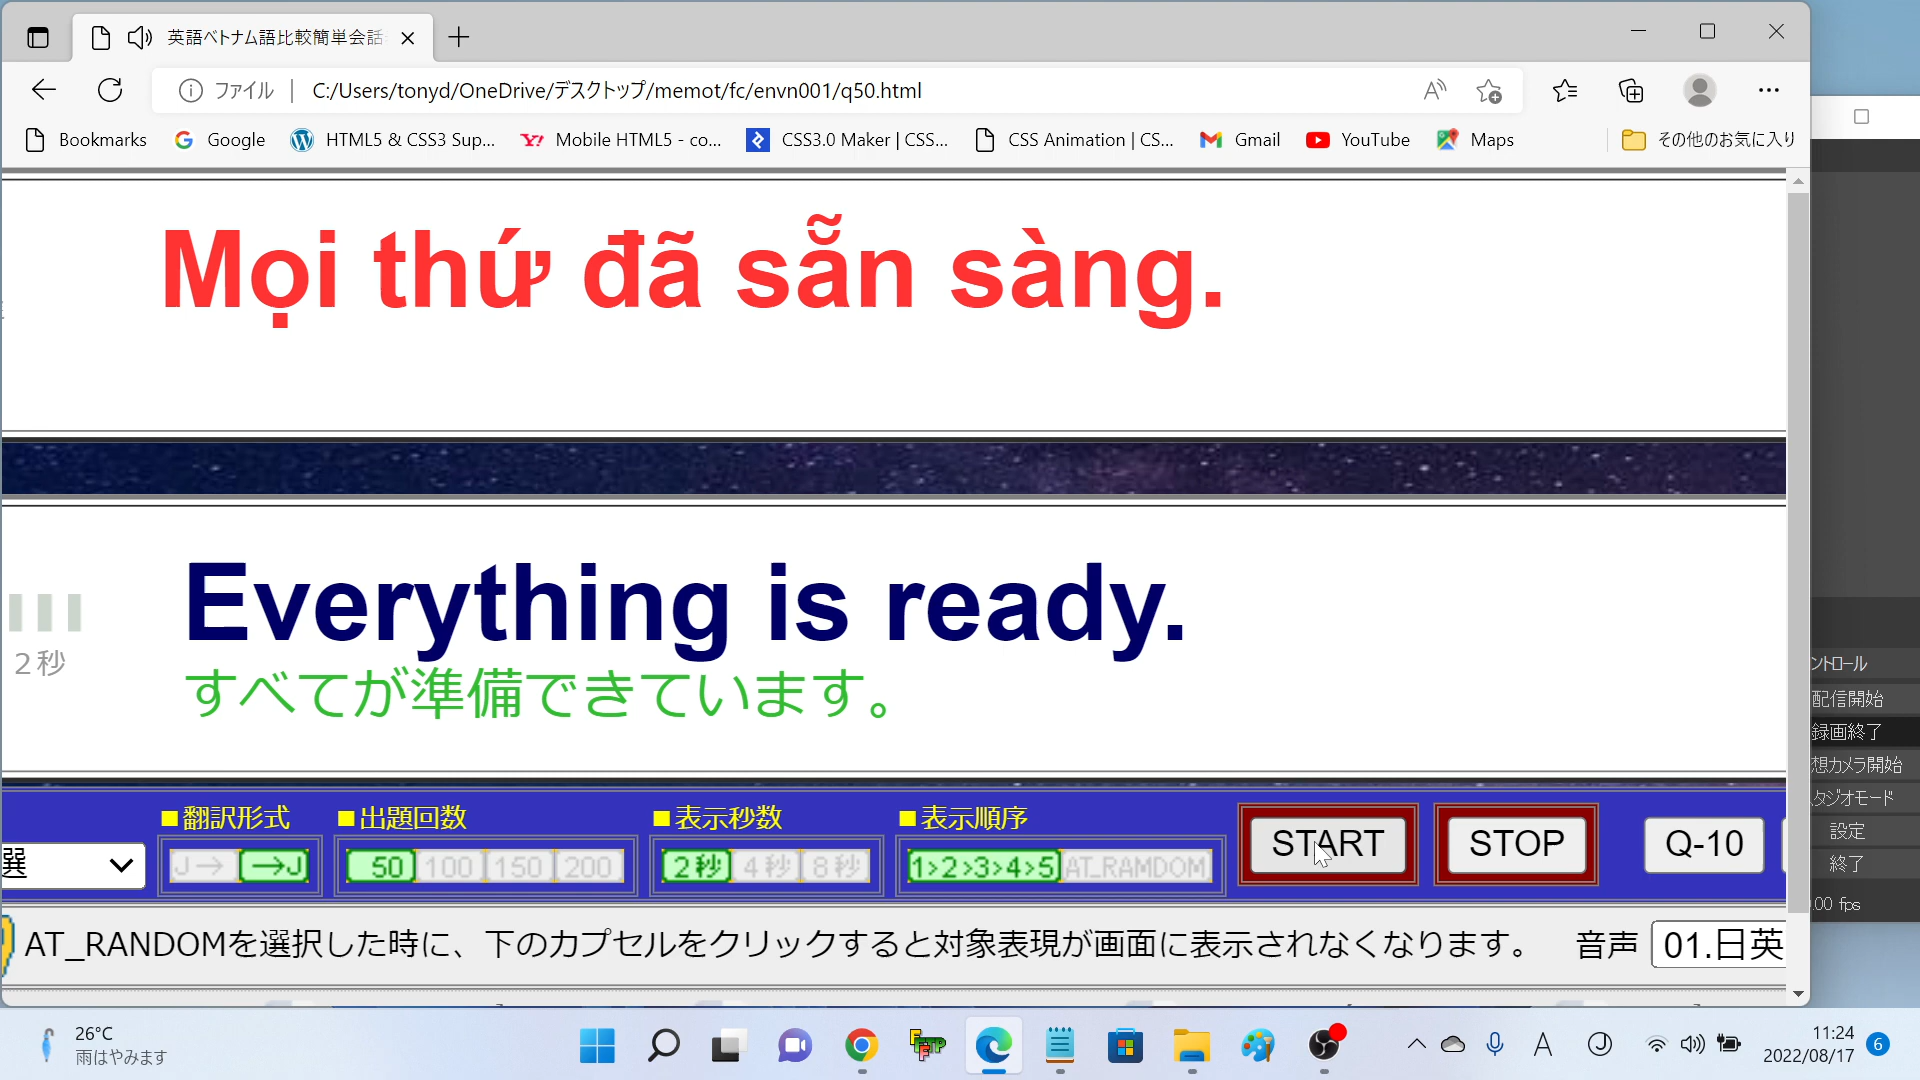 英語ベトナム語比較簡単会話
ファイル
C:/Users/tonyd/OneDrive/デスクトップ/memot/fc/envn001/q50.html
Bookmarks
Google
HTML5 & CSS3 Sup...
Mobile HTML5 - co...
CSS3.0 Maker | CSS...
CSS Animation | CS...
Gmail
YouTube
Maps
その他のお気に入り
Mọi thứ đã sẵn sàng.
Everything is ready.
2秒
すべてが準備できています。
ントロール
配信開始
録画終了
想カメラ開始
タジオモード
設定
終了
.00 fps
■翻訳形式
■出題回数
■表示秒数
■表示順序
選
J→
→J
50
100
150
200
2秒
4秒
8秒
1>2>3>4>5
AT_RAMDOM
START
STOP
Q-10
AT_RANDOMを選択した時に、下のカプセルをクリックすると対象表現が画面に表示されなくなります。
音声
01.日英
26°C
雨はやみます
A
J
11:24
2022/08/17
6